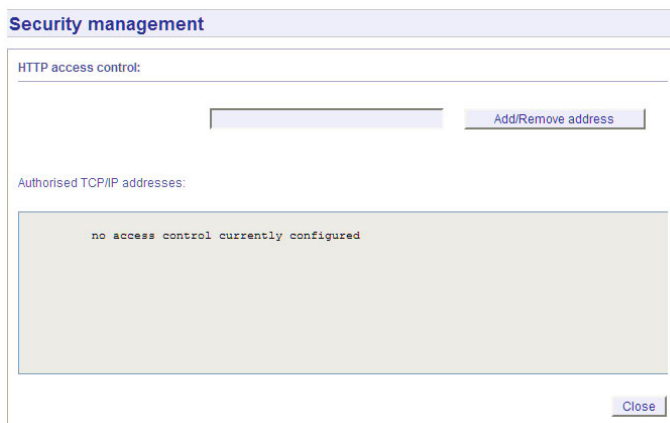 Security management
HTTP access control:
Add/Remove address
Authorised TCP/IP addresses:
no access control currently configured
Close